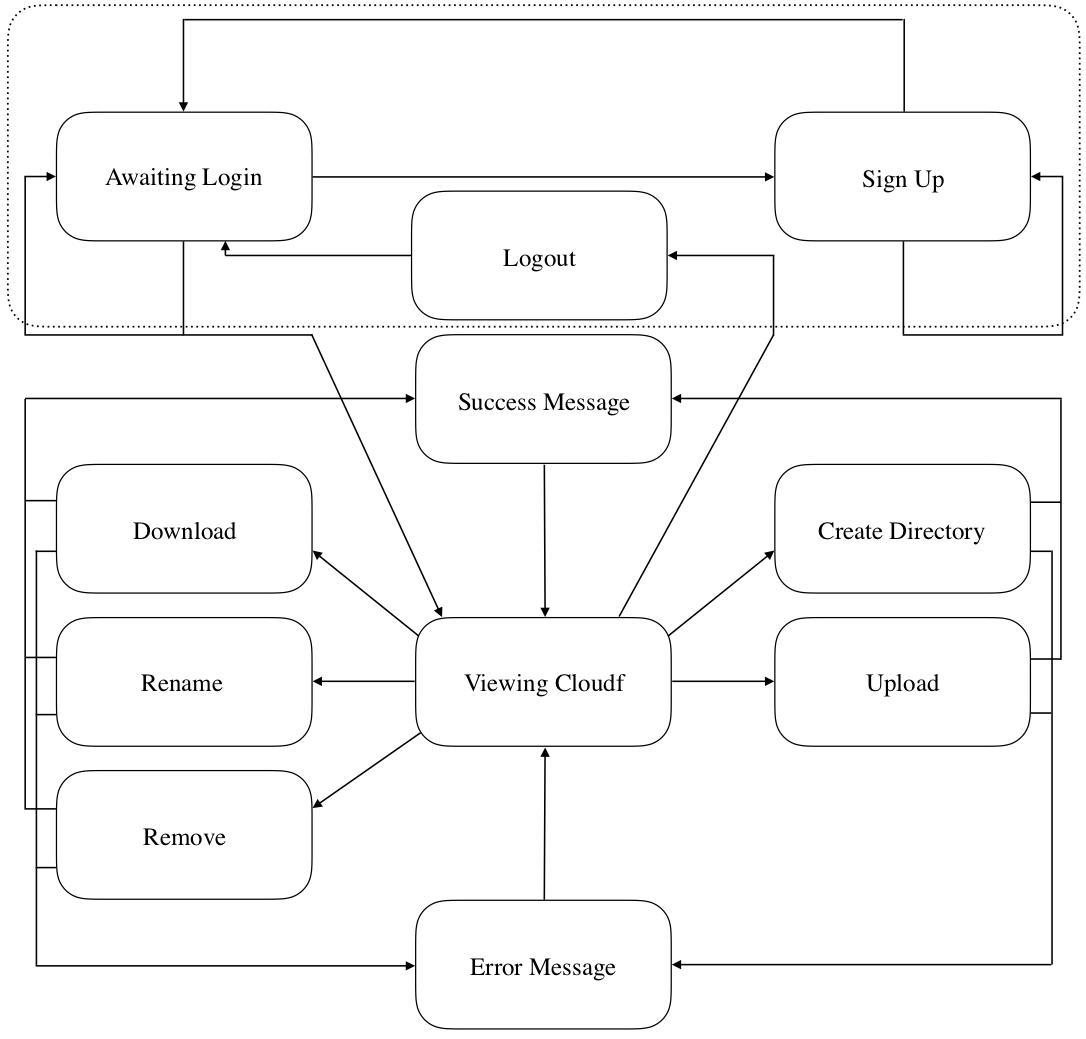 Awaiting Login
Sign Up
Logout
Success Message
Download
Create Directory
Rename
Viewing Cloudf
Upload
Remove
Error Message